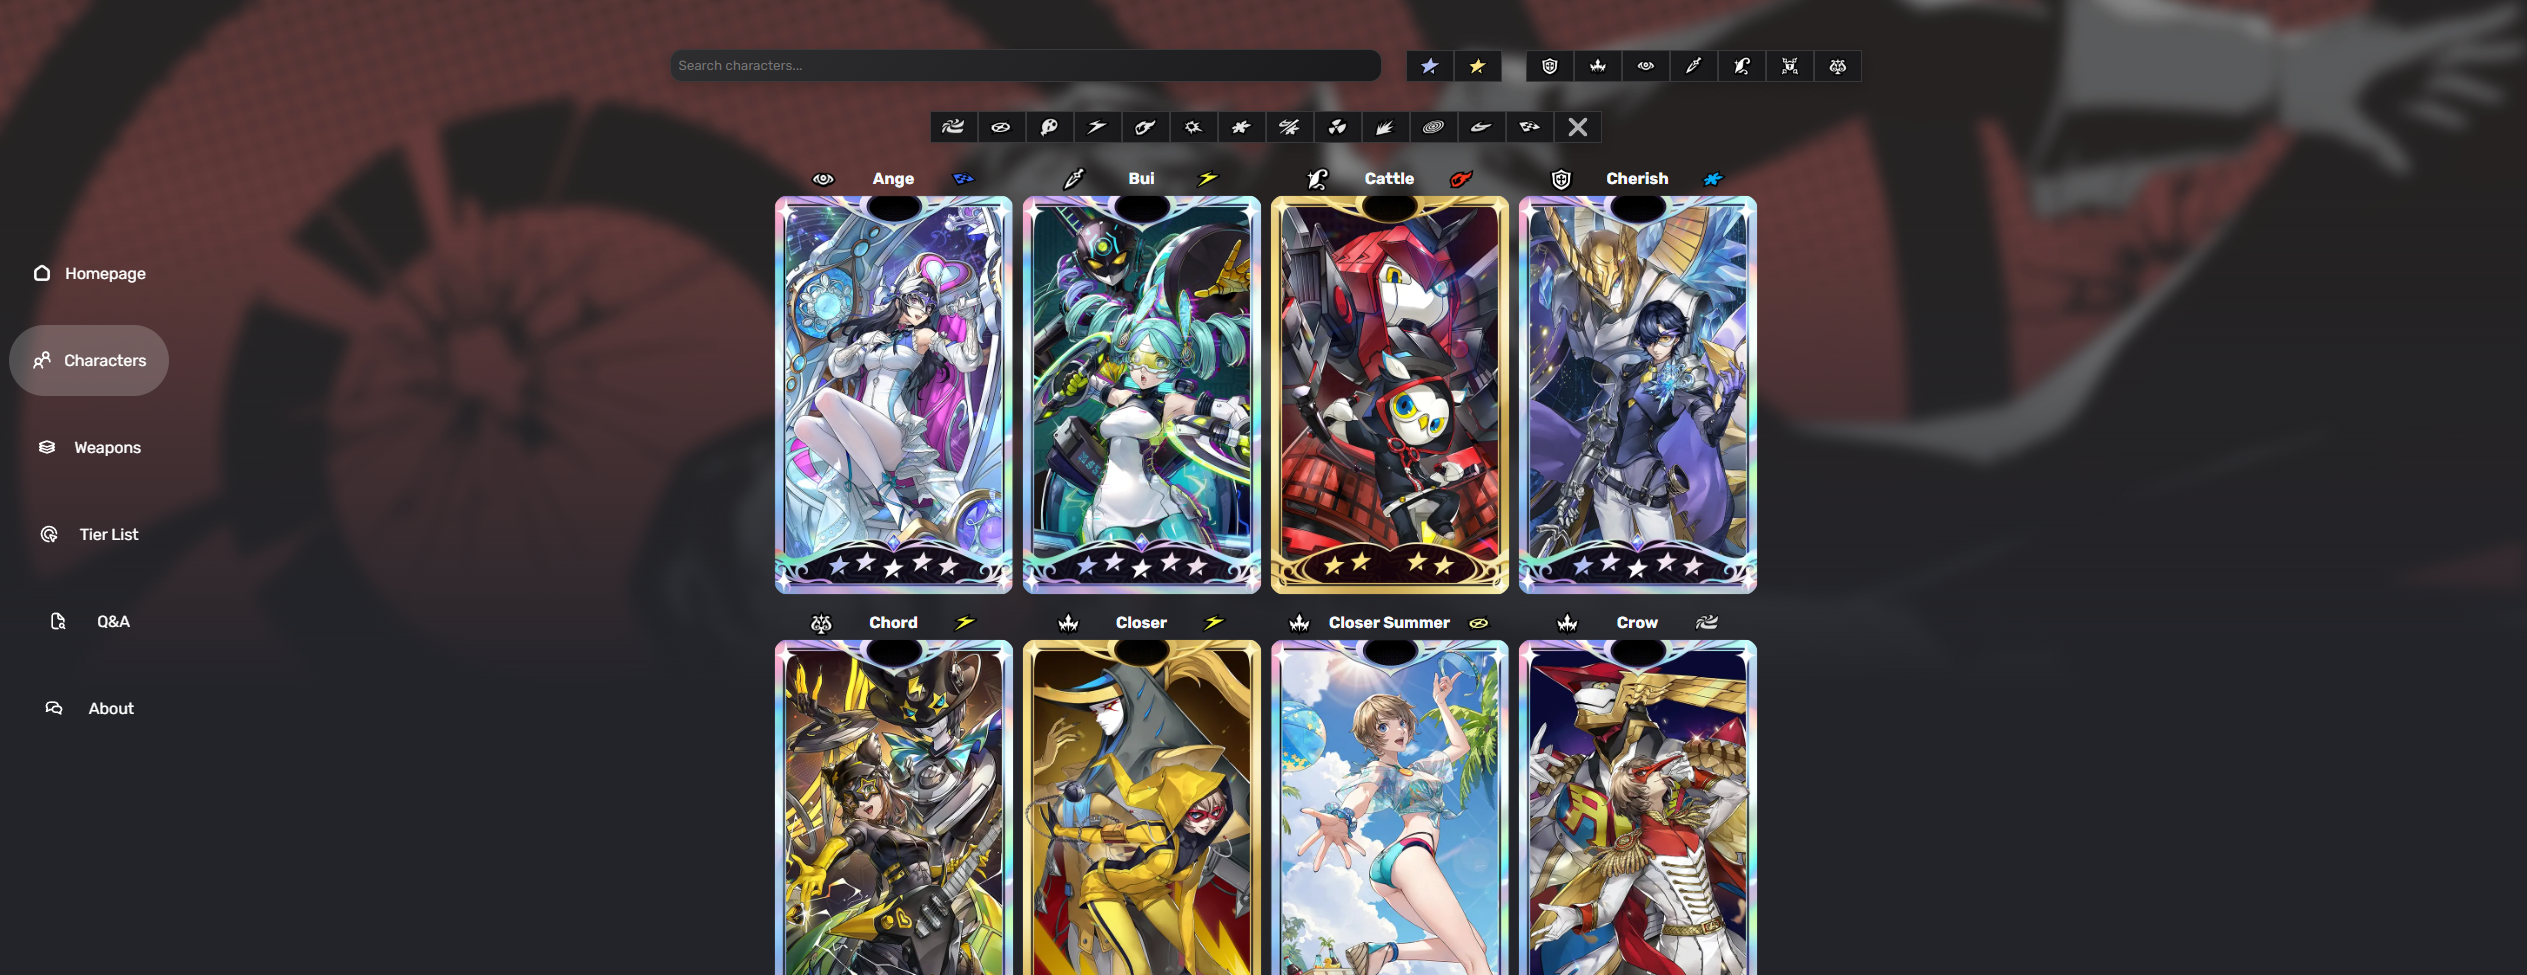 Search characters...
Ange
Bui
Cattle
Cherish
Homepage
Characters
Weapons
Tier List
Q&A
About
Chord
Closer
Closer Summer
Crow